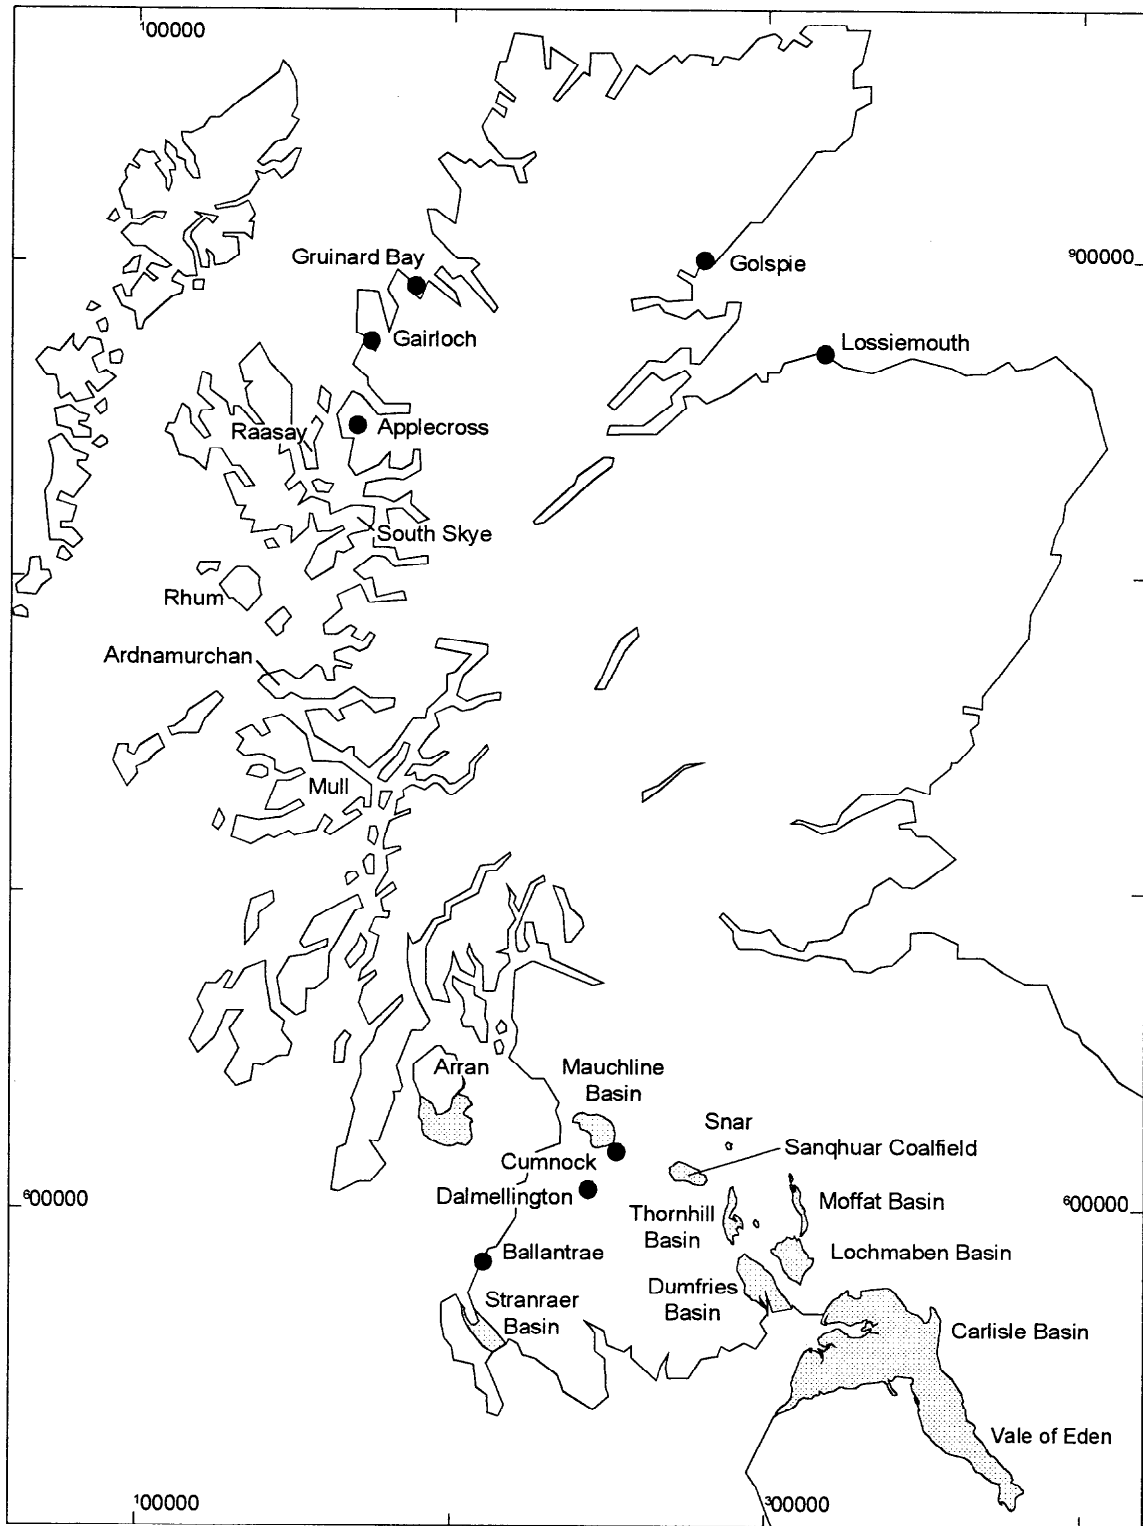 100000
Gruinard Bay
Golspie
900000
Gairloch
Lossiemouth
Raasay
Applecross
South Skye
Rhum
Ardnamurchan
Mull
Arran
Mauchline
Basin
Snar
Sanqhuar Coalfield
Cumnock
Dalmellington
600000
Thornhill
Basin
Moffat Basin
600000
Ballantrae
Lochmaben Basin
Dumfries
Basin
Stranraer
Basin
Carlisle Basin
Vale of Eden
100000
300000